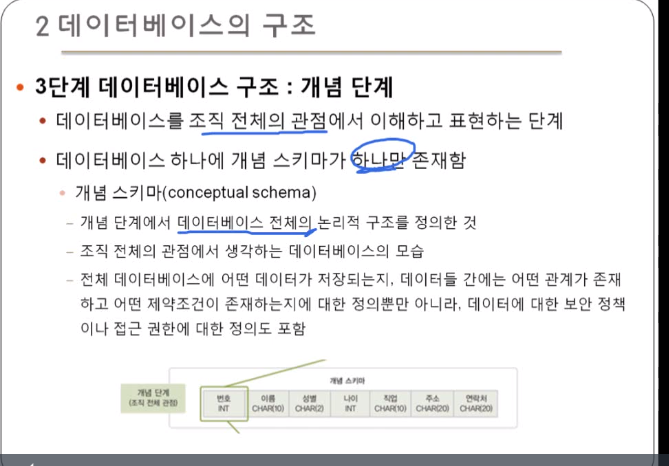 2 데이터베이스의 구조
• 3단계 데이터베이스 구조 : 개념 단계
• 데이터베이스를 조직 전체의 관점에서 이해하고 표현하는 단계
• 데이터베이스 하나에 개념 스키마가 하나만 존재함
• 개념 스키마(conceptual schema)
– 개념 단계에서 데이터베이스 전체의 논리적 구조를 정의한 것
– 조직 전체의 관점에서 생각하는 데이터베이스의 모습
– 전체 데이터베이스에 어떤 데이터가 저장되는지, 데이터들 간에는 어떤 관계가 존재
하고 어떤 제약조건이 존재하는지에 대한 정의뿐만 아니라, 데이터에 대한 보안 정책
이나 접근 권한에 대한 정의도 포함
개념 스키마
개념 단계
(조직 전체 관점)
번호 이름 성별 나이 직업 주소 연락처
INT CHAR(10) CHAR(2) INT CHAR(10) CHAR(20) CHAR(20)